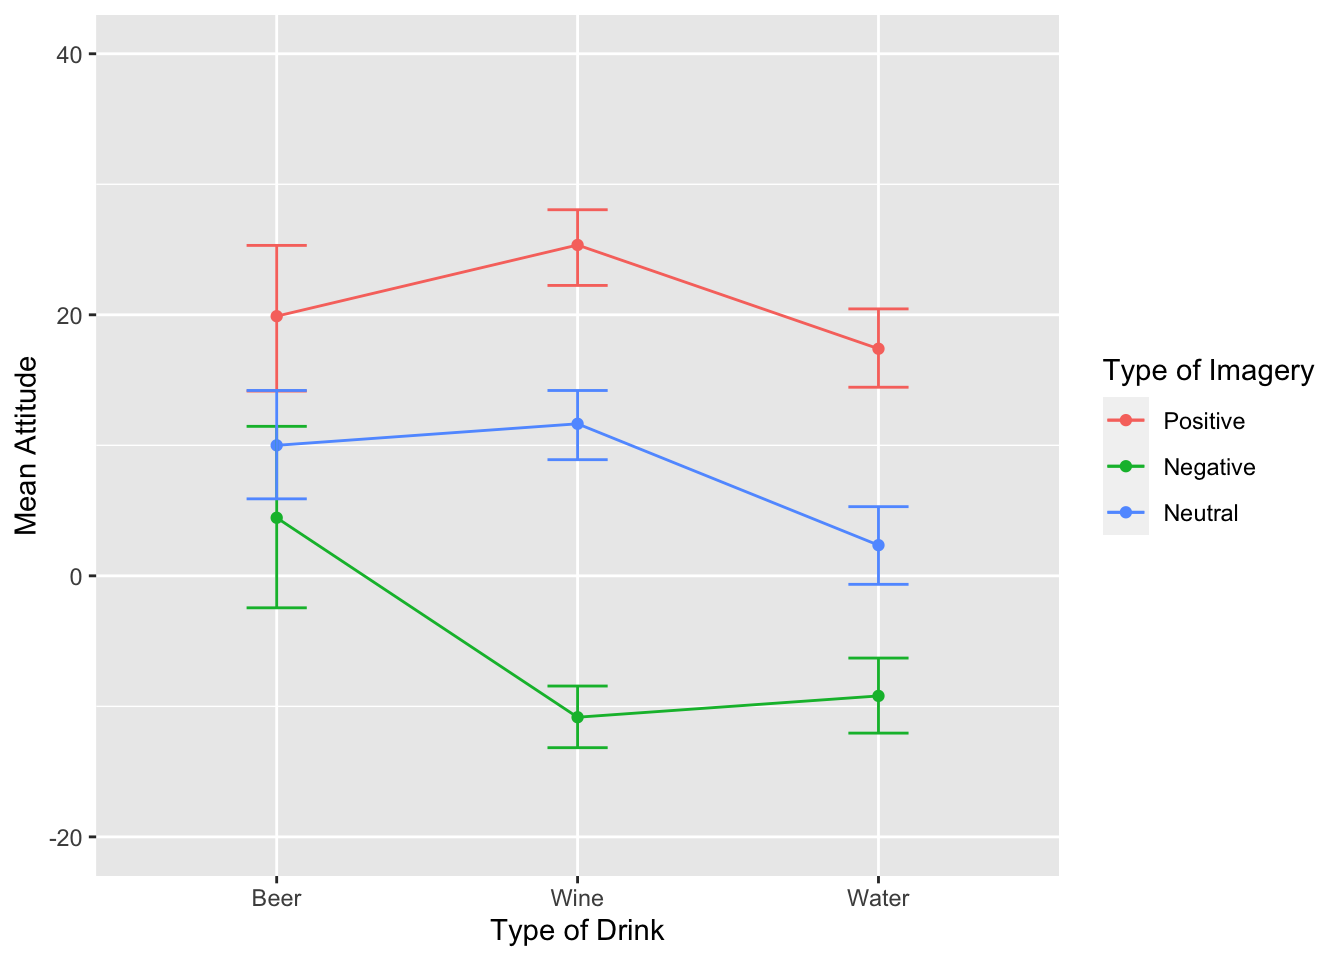 40
20
0
-20
Mean Attitude
Beer
Wine
Water
Type of Drink
Type of Imagery
Positive
Negative
Neutral